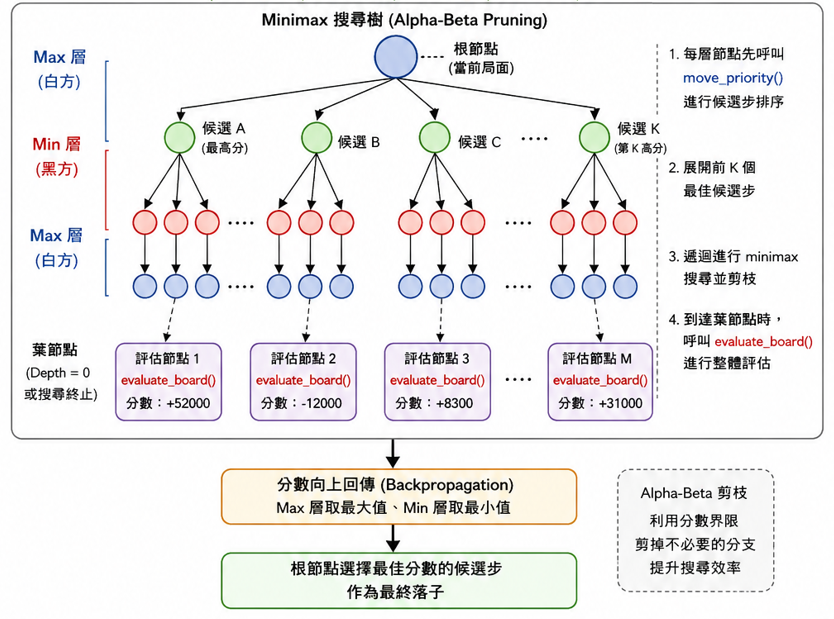 Minimax 搜尋樹 (Alpha-Beta Pruning)
Max 層
(白方)
根節點
(當前局面)
Min 層
(黑方)
候選 A
(最高分)
候選 B
候選 C
候選 K
(第 K 高分)
Max 層
(白方)
葉節點
(Depth = 0
或搜尋終止)
評估節點 1
evaluate_board()
分數：+52000
評估節點 2
evaluate_board()
分數：-12000
評估節點 3
evaluate_board()
分數：+8300
評估節點 M
evaluate_board()
分數：+31000
1. 每層節點先呼叫
move_priority()
進行候選步排序
2. 展開前 K 個
最佳候選步
3. 遞迴進行 minimax
搜尋並剪枝
4. 到達葉節點時，
呼叫 evaluate_board()
進行整體評估
分數向上回傳 (Backpropagation)
Max 層取最大值、Min 層取最小值
根節點選擇最佳分數的候選步
作為最終落子
Alpha-Beta 剪枝
利用分數界限
剪掉不必要的分支
提升搜尋效率